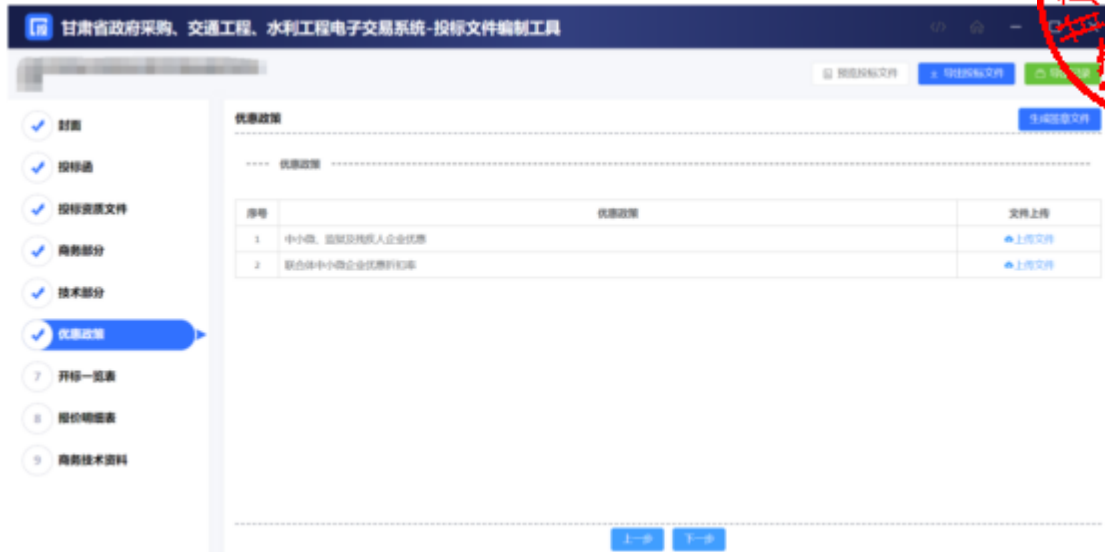 投
甘肃省政府采购、交通工程、水利工程电子交易系统-投标文件编制工具
预览投标文件
导出投标文件
封面
投标函
投标资质文件
商务部分
技术部分
优惠政策
7 开标一览表
8 报价明细表
9 商务技术资料
优惠政策
生成签章文件
优惠政策
序号 优惠政策 文件上传
1 中小微、监狱及残疾人企业优惠 上传文件
2 联合体中小微企业优惠折扣率 上传文件
上一步 下一步